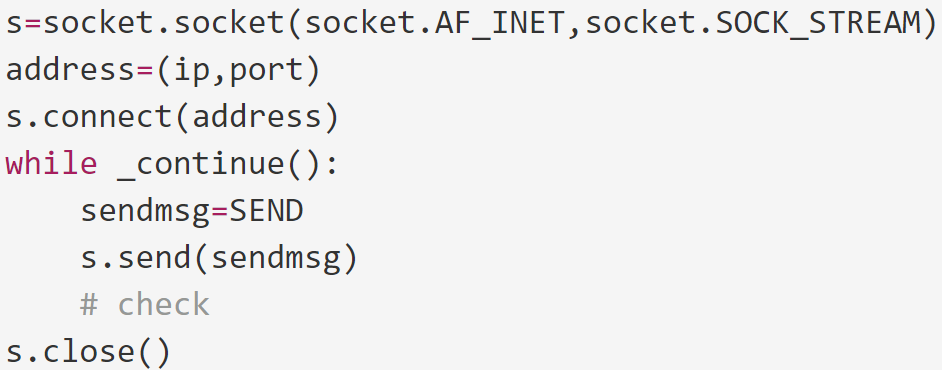 s=socket.socket(socket.AF_INET,socket.SOCK_STREAM)
address=(ip,port)
s.connect(address)
while _continue():
    sendmsg=SEND
    s.send(sendmsg)
    # check
s.close()